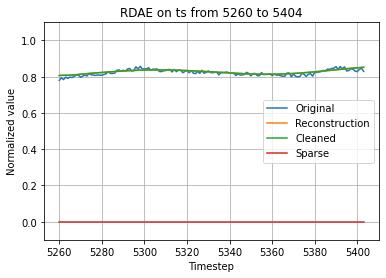 RDAE on ts from 5260 to 5404
Normalized value
1.0
0.8
0.6
0.4
0.2
0.0
Original
Reconstruction
Cleaned
Sparse
5260 5280 5300 5320 5340 5360 5380 5400
Timestep